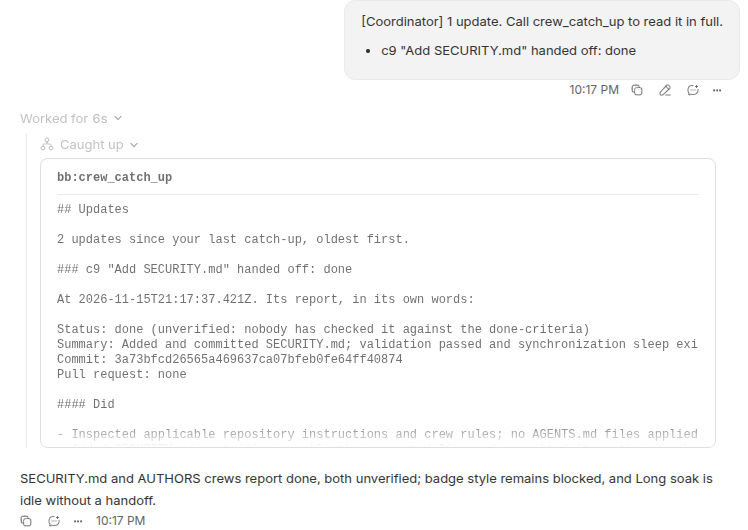 [Coordinator] 1 update. Call crew_catch_up to read it in full.
• c9 "Add SECURITY.md" handed off: done
10:17 PM
Worked for 6s
Caught up
bb:crew_catch_up
## Updates
2 updates since your last catch-up, oldest first.
### c9 "Add SECURITY.md" handed off: done
At 2026-11-15T21:17:37.421Z. Its report, in its own words:
Status: done (unverified: nobody has checked it against the done-criteria)
Summary: Added and committed SECURITY.md; validation passed and synchronization sleep exi
Commit: 3a73bfcd26565a469637ca07bfeb0fe64ff40874
Pull request: none
#### Did
- Inspected applicable repository instructions and crew rules; no AGENTS.md files applied
SECURITY.md and AUTHORS crews report done, both unverified; badge style remains blocked, and Long soak is
idle without a handoff.
10:17 PM